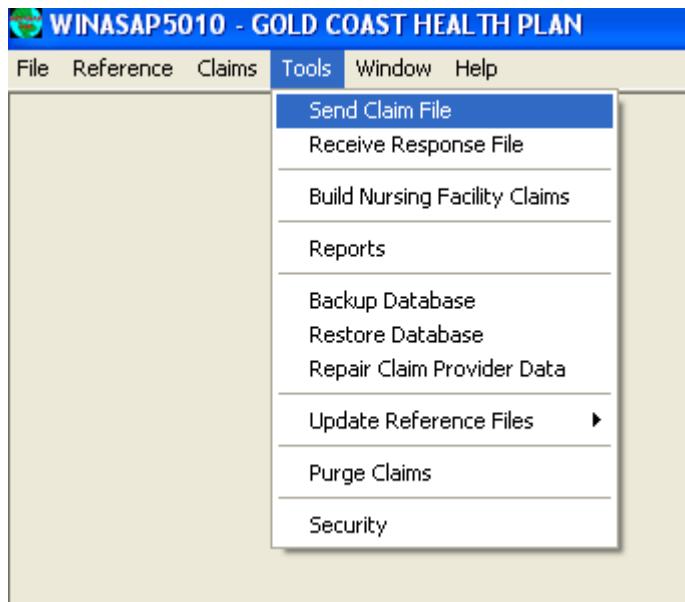 WINASAP5010 - GOLD COAST HEALTH PLAN
File Reference Claims Tools Window Help
Send Claim File
Receive Response File
Build Nursing Facility Claims
Reports
Backup Database
Restore Database
Repair Claim Provider Data
Update Reference Files
Purge Claims
Security